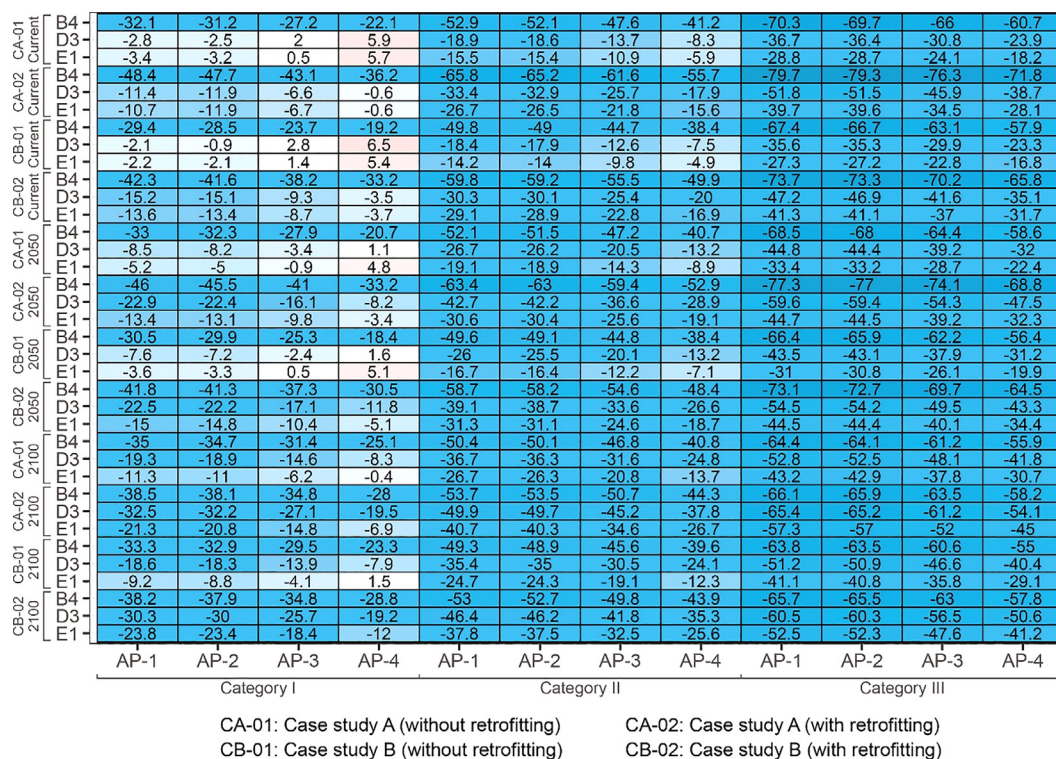 CA-01 Current B4 -32.1 -31.2 -27.2 -22.1 -52.9 -52.1 -47.6 -41.2 -70.3 -69.7 -66 -60.7
D3 -2.8 -2.5 2 5.9 -18.9 -18.6 -13.7 -8.3 -36.7 -36.4 -30.8 -23.9
E1 -3.4 -3.2 0.5 5.7 -15.5 -15.4 -10.9 -5.9 -28.8 -28.7 -24.1 -18.2
CA-02 Current B4 -48.4 -47.7 -43.1 -36.2 -65.8 -65.2 -61.6 -55.7 -79.7 -79.3 -76.3 -71.8
D3 -11.4 -11.9 -6.6 -0.6 -33.4 -32.9 -25.7 -17.9 -51.8 -51.5 -45.9 -38.7
E1 -10.7 -11.9 -6.7 -0.6 -26.7 -26.5 -21.8 -15.6 -39.7 -39.6 -34.5 -28.1
CB-01 Current B4 -29.4 -28.5 -23.7 -19.2 -49.8 -49 -44.7 -38.4 -67.4 -66.7 -63.1 -57.9
D3 -2.1 -0.9 2.8 6.5 -18.4 -17.9 -12.6 -7.5 -35.6 -35.3 -29.9 -23.3
E1 -2.2 -2.1 1.4 5.4 -14.2 -14 -9.8 -4.9 -27.3 -27.2 -22.8 -16.8
CB-02 Current B4 -42.3 -41.6 -38.2 -33.2 -59.8 -59.2 -55.5 -49.9 -73.7 -73.3 -70.2 -65.8
D3 -15.2 -15.1 -9.3 -3.5 -30.3 -30.1 -25.4 -20 -47.2 -46.9 -41.6 -35.1
E1 -13.6 -13.4 -8.7 -3.7 -29.1 -28.9 -22.8 -16.9 -41.3 -41.1 -37 -31.7
CA-01 2050 B4 -33 -32.3 -27.9 -20.7 -52.1 -51.5 -47.2 -40.7 -68.5 -68 -64.4 -58.6
D3 -8.5 -8.2 -3.4 1.1 -26.7 -26.2 -20.5 -13.2 -44.8 -44.4 -39.2 -32
E1 -5.2 -5 -0.9 4.8 -19.1 -18.9 -14.3 -8.9 -33.4 -33.2 -28.7 -22.4
CA-02 2050 B4 -46 -45.5 -41 -33.2 -63.4 -63 -59.4 -52.9 -77.3 -77 -74.1 -68.8
D3 -22.9 -22.4 -16.1 -8.2 -42.7 -42.2 -36.6 -28.9 -59.6 -59.4 -54.3 -47.5
E1 -13.4 -13.1 -9.8 -3.4 -30.6 -30.4 -25.6 -19.1 -44.7 -44.5 -39.2 -32.3
CB-01 2050 B4 -30.5 -29.9 -25.3 -18.4 -49.6 -49.1 -44.8 -38.4 -66.4 -65.9 -62.2 -56.4
D3 -7.6 -7.2 -2.4 1.6 -26 -25.5 -20.1 -13.2 -43.5 -43.1 -37.9 -31.2
E1 -3.6 -3.3 0.5 5.1 -16.7 -16.4 -12.2 -7.1 -31 -30.8 -26.1 -19.9
CB-02 2050 B4 -41.8 -41.3 -37.3 -30.5 -58.7 -58.2 -54.6 -48.4 -73.1 -72.7 -69.7 -64.5
D3 -22.5 -22.2 -17.1 -11.8 -39.1 -38.7 -33.6 -26.6 -54.5 -54.2 -49.5 -43.3
E1 -15 -14.8 -10.4 -5.1 -31.3 -31.1 -24.6 -18.7 -44.5 -44.4 -40.1 -34.4
CA-01 2100 B4 -35 -34.7 -31.4 -25.1 -50.4 -50.1 -46.8 -40.8 -64.4 -64.1 -61.2 -55.9
D3 -19.3 -18.9 -14.6 -8.3 -36.7 -36.3 -31.6 -24.8 -52.8 -52.5 -48.1 -41.8
E1 -11.3 -11 -6.2 -0.4 -26.7 -26.3 -20.8 -13.7 -43.2 -42.9 -37.8 -30.7
CA-02 2100 B4 -38.5 -38.1 -34.8 -28 -53.7 -53.5 -50.7 -44.3 -66.1 -65.9 -63.5 -58.2
D3 -32.5 -32.2 -27.1 -19.5 -49.9 -49.7 -45.2 -37.8 -65.4 -65.2 -61.2 -54.1
E1 -21.3 -20.8 -14.8 -6.9 -40.7 -40.3 -34.6 -26.7 -57.3 -57 -52 -45
CB-01 2100 B4 -33.3 -32.9 -29.5 -23.3 -49.3 -48.9 -45.6 -39.6 -63.8 -63.5 -60.6 -55
D3 -18.6 -18.3 -13.9 -7.9 -35.4 -35 -30.5 -24.1 -51.2 -50.9 -46.6 -40.4
E1 -9.2 -8.8 -4.1 1.5 -24.7 -24.3 -19.1 -12.3 -41.1 -40.8 -35.8 -29.1
CB-02 2100 B4 -38.2 -37.9 -34.8 -28.8 -53 -52.7 -49.8 -43.9 -65.7 -65.5 -63 -57.8
D3 -30.3 -30 -25.7 -19.2 -46.4 -46.2 -41.8 -35.3 -60.5 -60.3 -56.5 -50.6
E1 -23.8 -23.4 -18.4 -12 -37.8 -37.5 -32.5 -25.6 -52.5 -52.3 -47.6 -41.2
AP-1 AP-2 AP-3 AP-4 AP-1 AP-2 AP-3 AP-4 AP-1 AP-2 AP-3 AP-4
Category I Category II Category III
CA-01: Case study A (without retrofitting) CA-02: Case study A (with retrofitting)
CB-01: Case study B (without retrofitting) CB-02: Case study B (with retrofitting)